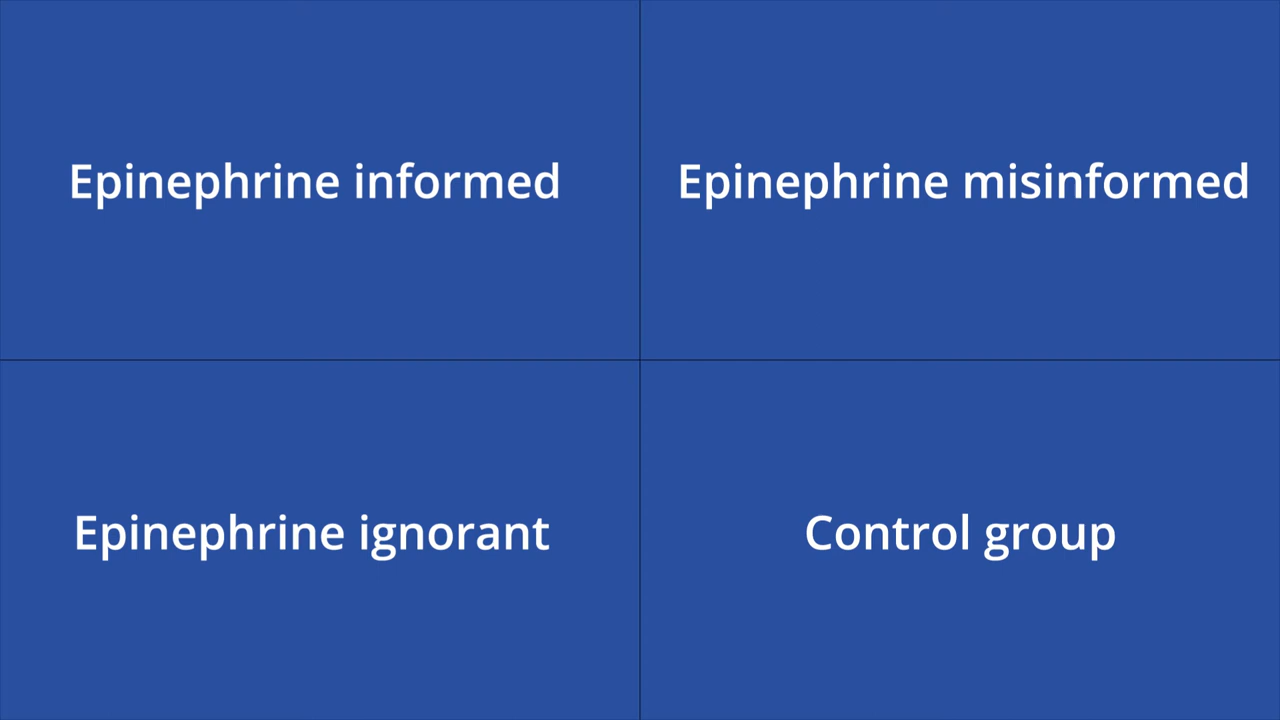 Epinephrine informed
Epinephrine misinformed
Epinephrine ignorant
Control group